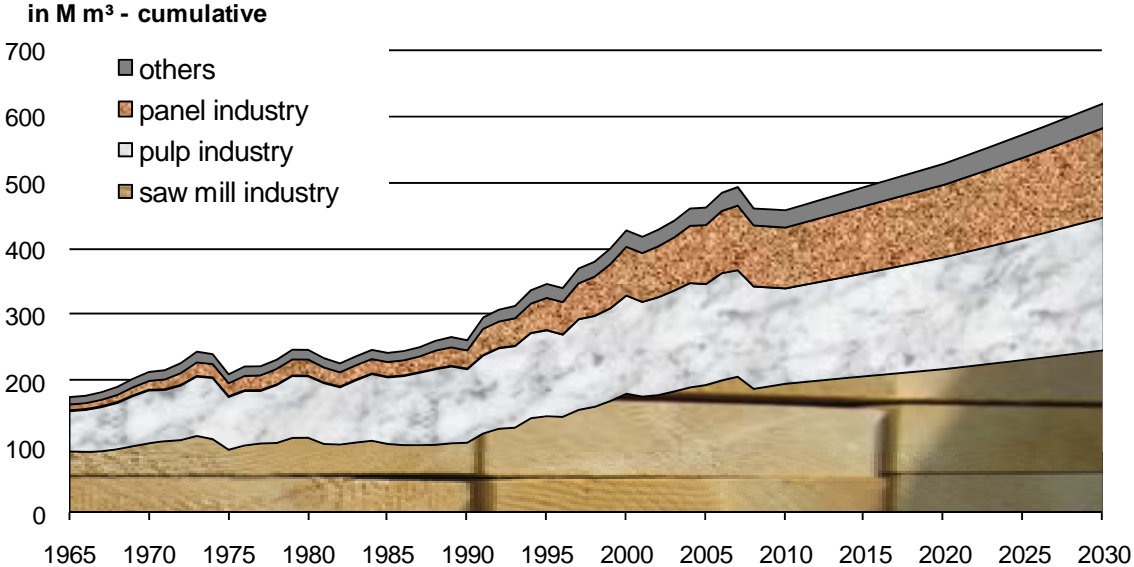 in M m³ - cumulative
700
600
500
400
300
200
100
0
others
panel industry
pulp industry
saw mill industry
1965 1970 1975 1980 1985 1990 1995 2000 2005 2010 2015 2020 2025 2030